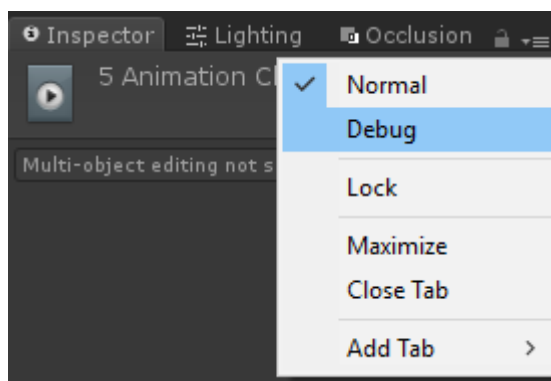 Inspector Lighting Occlusion
5 Animation Cl
Normal
Debug
Multi-object editing not s
Lock
Maximize
Close Tab
Add Tab